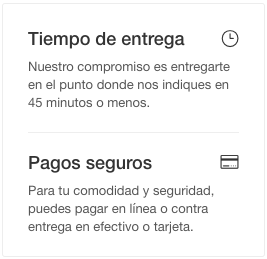 Tiempo de entrega
Nuestro compromiso es entregarte
en el punto donde nos indiques en
45 minutos o menos.
Pagos seguros
Para tu comodidad y seguridad,
puedes pagar en línea o contra
entrega en efectivo o tarjeta.